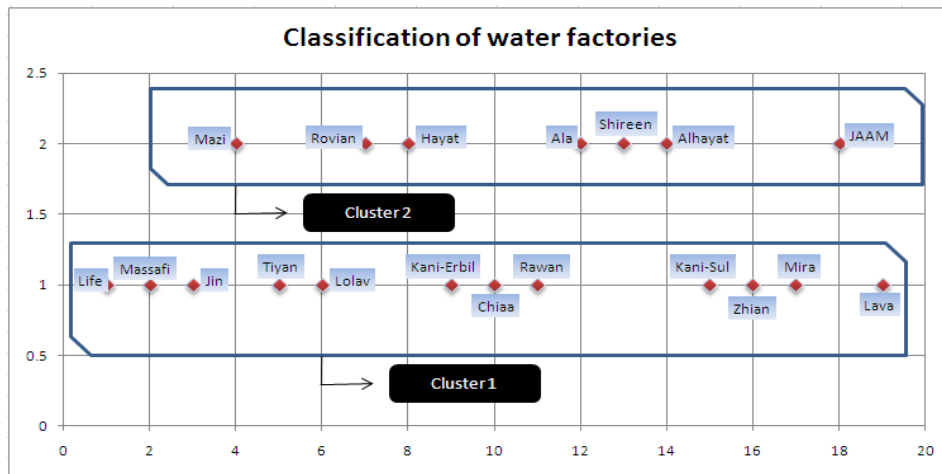 Classification of water factories
2.5
2
1.5
1
0.5
0
Mazi
Rovian
Hayat
Ala
Shireen
Alhayat
JAAM
Cluster 2
Life
Massafi
Jin
Tiyan
Lolav
Kani-Erbil
Chiaa
Rawan
Kani-Sul
Zhian
Mira
Lava
Cluster 1
0 2 4 6 8 10 12 14 16 18 20